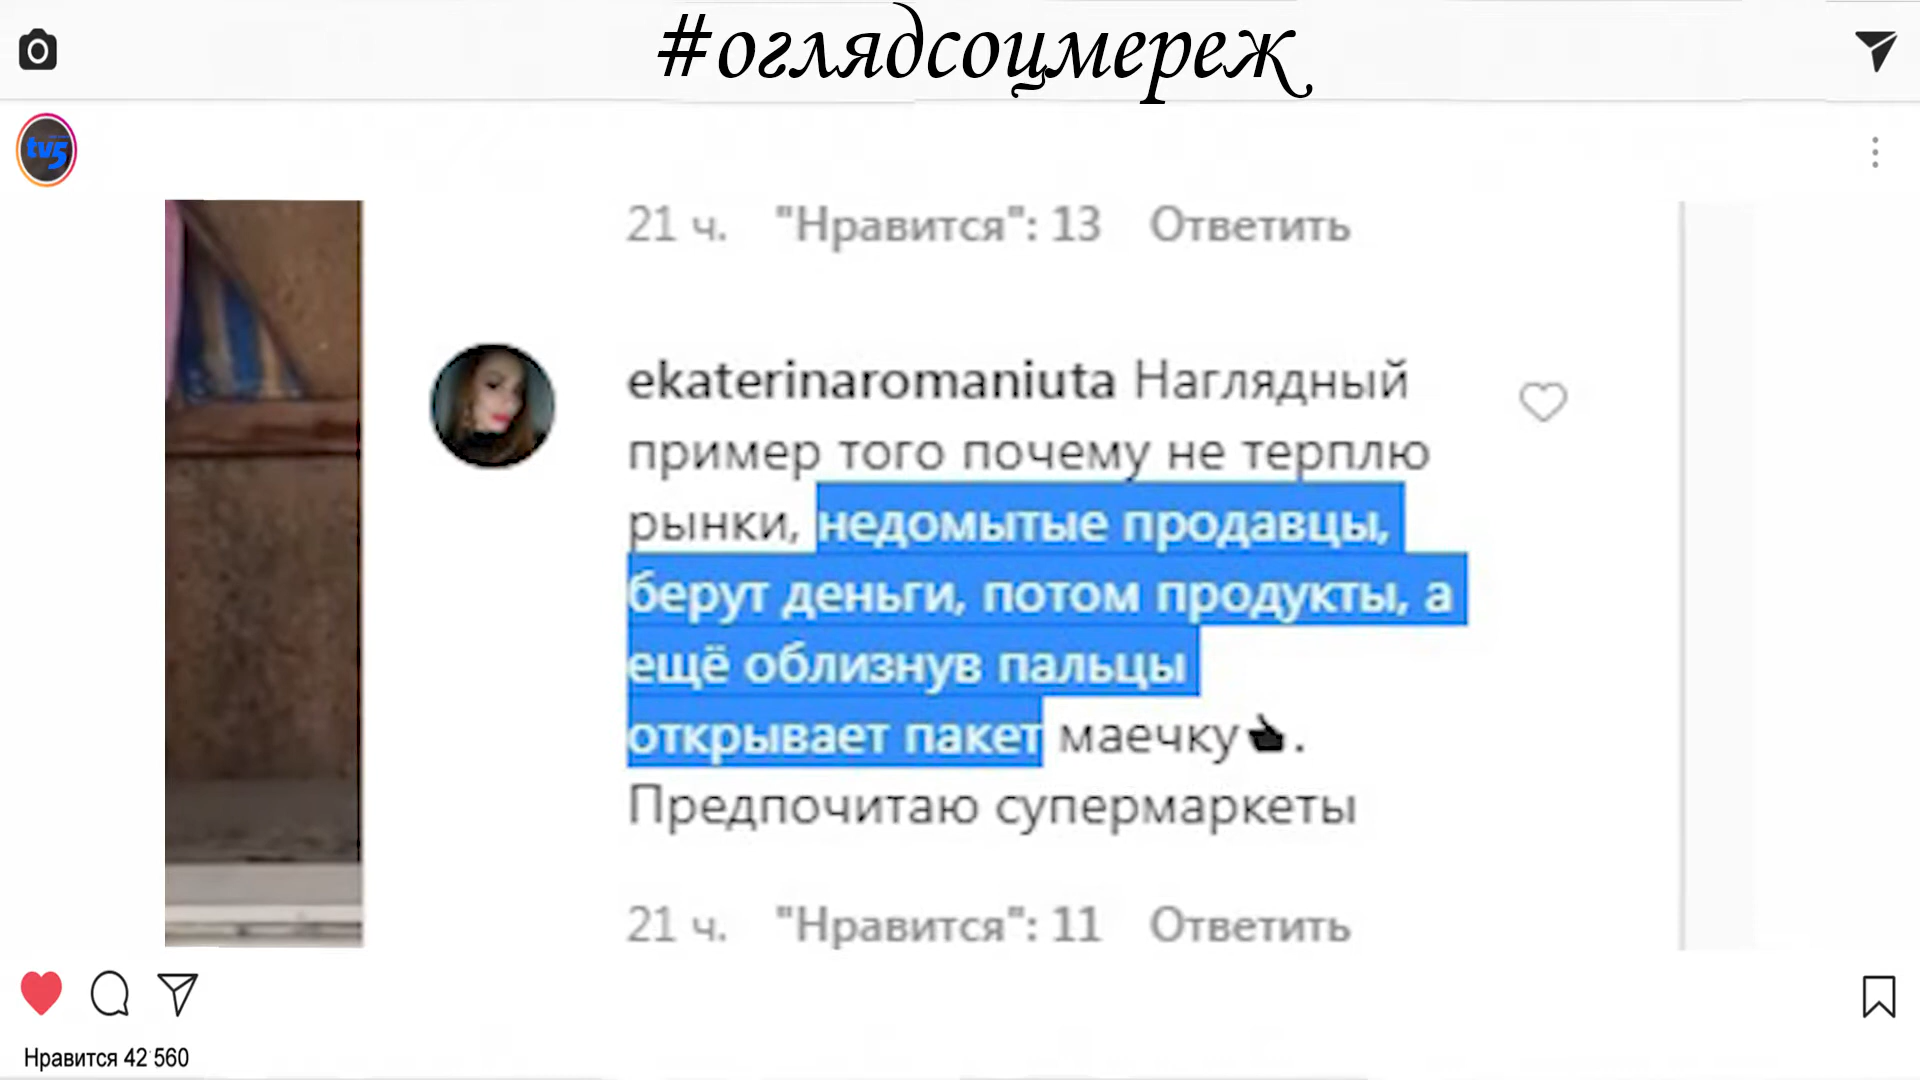 #оглядсоцмереж
tv5
21 ч. "Нравится": 13 Ответить
ekaterinaromaniuta Наглядный
пример того почему не терплю
рынки, недомытые продавцы,
берут деньги, потом продукты, а
ещё облизнув пальцы
открывает пакет маечку.
Предпочитаю супермаркеты
21 ч. "Нравится": 11 Ответить
Нравится 42 560